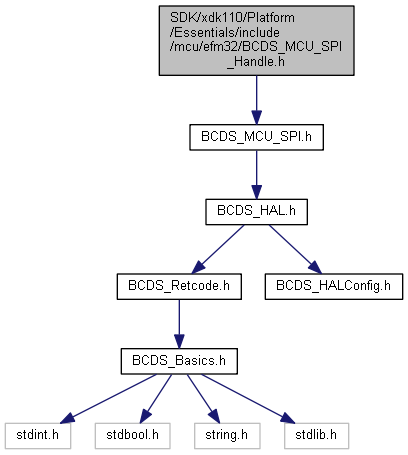 SDK/xdk110/Platform
/Essentials/include
/mcu/efm32/BCDS_MCU_SPI
_Handle.h
BCDS_MCU_SPI.h
BCDS_HAL.h
BCDS_Retcode.h
BCDS_HALConfig.h
BCDS_Basics.h
stdint.h
stdbool.h
string.h
stdlib.h